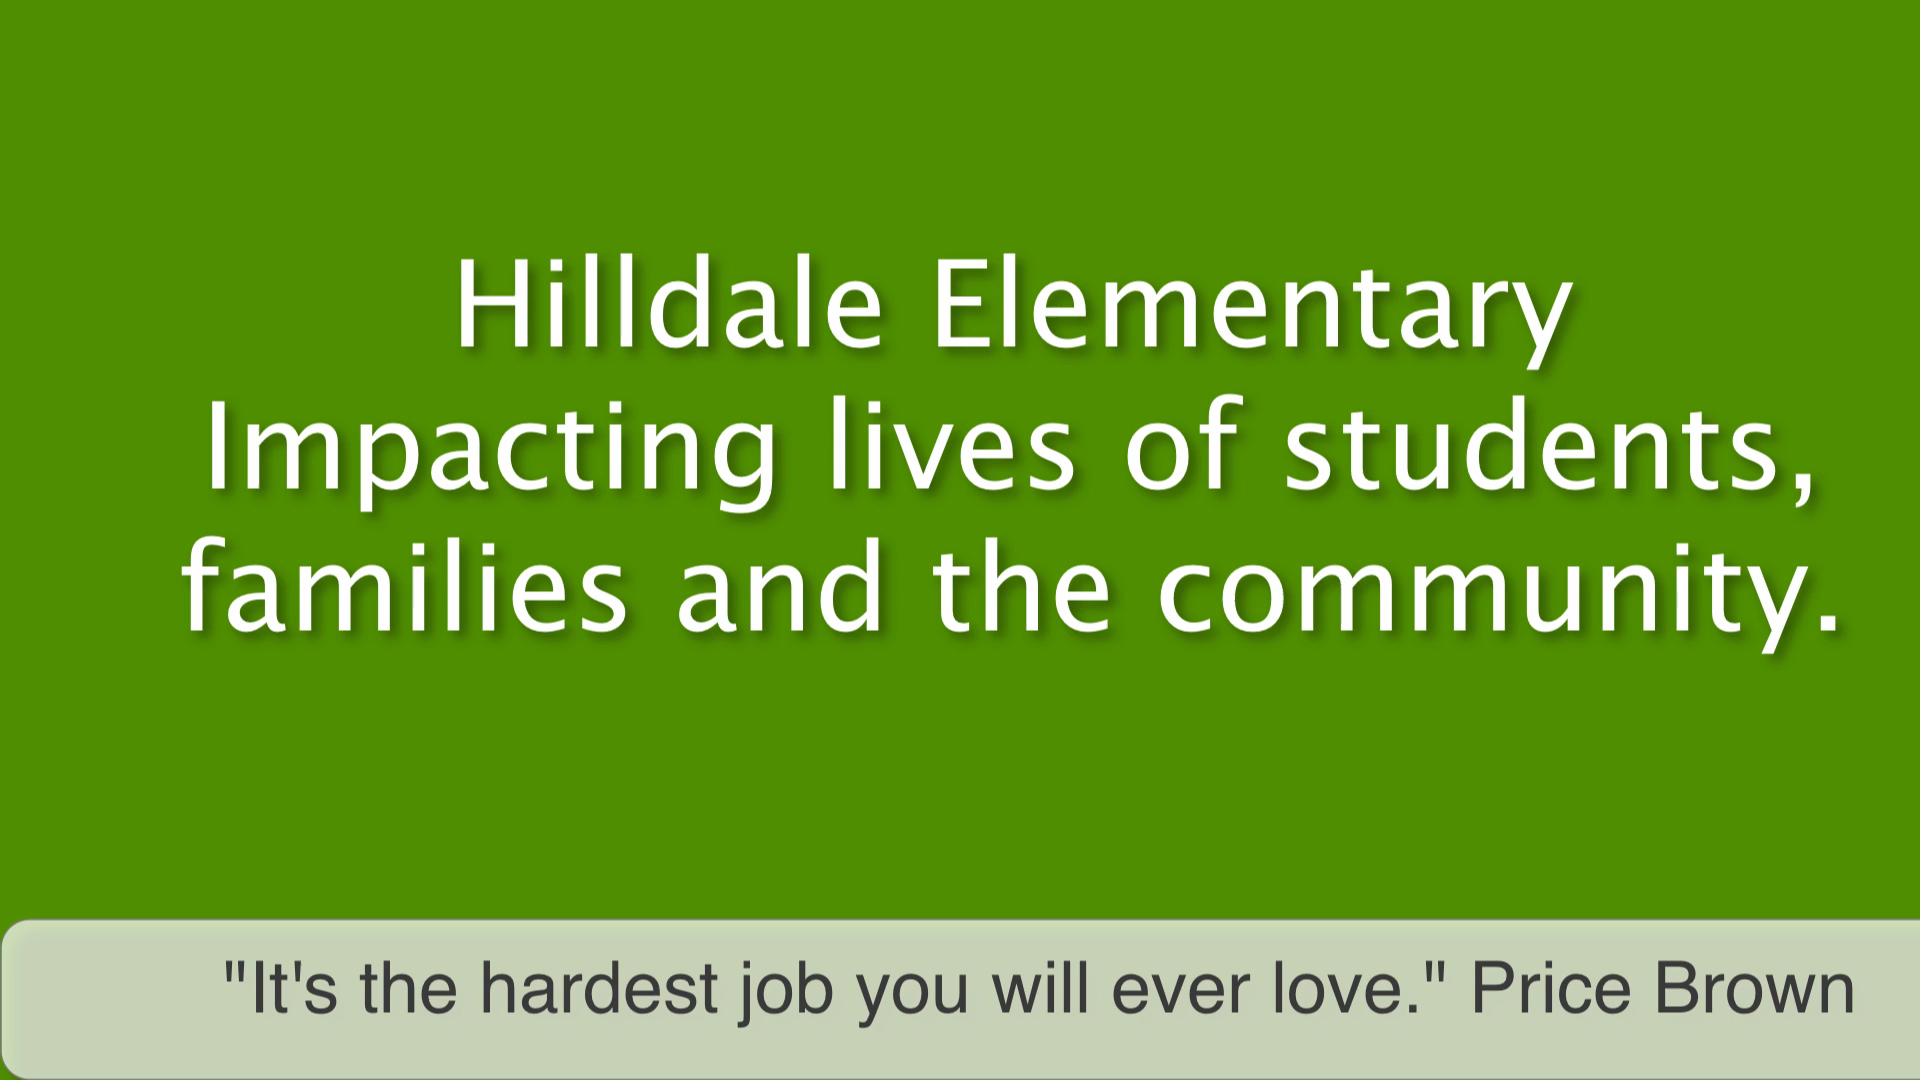 Hilldale Elementary
Impacting lives of students,
families and the community.
"It's the hardest job you will ever love." Price Brown